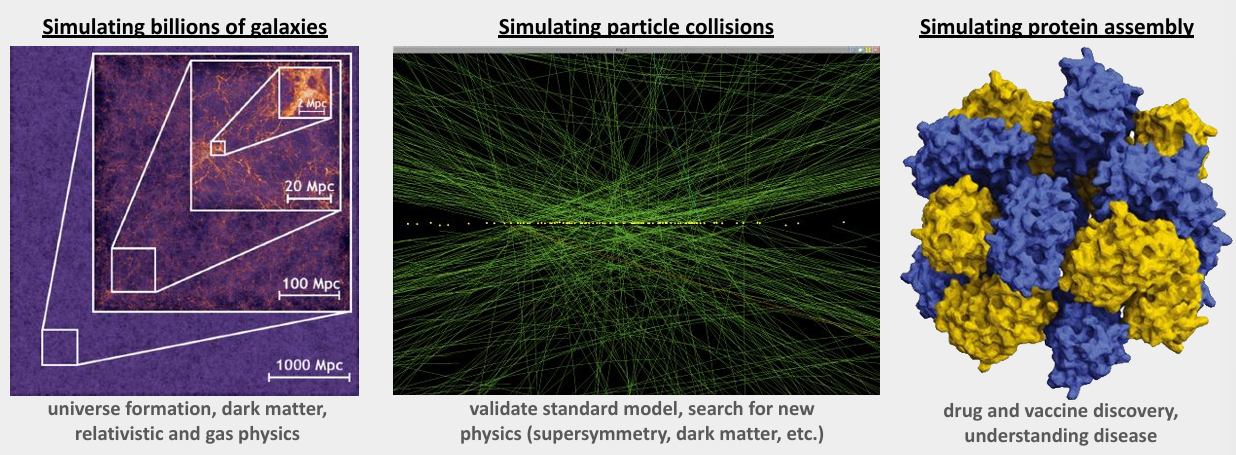 Simulating billions of galaxies
2 Mpc
20 Mpc
100 Mpc
1000 Mpc
universe formation, dark matter,
relativistic and gas physics
Simulating particle collisions
validate standard model, search for new
physics (supersymmetry, dark matter, etc.)
Simulating protein assembly
drug and vaccine discovery,
understanding disease